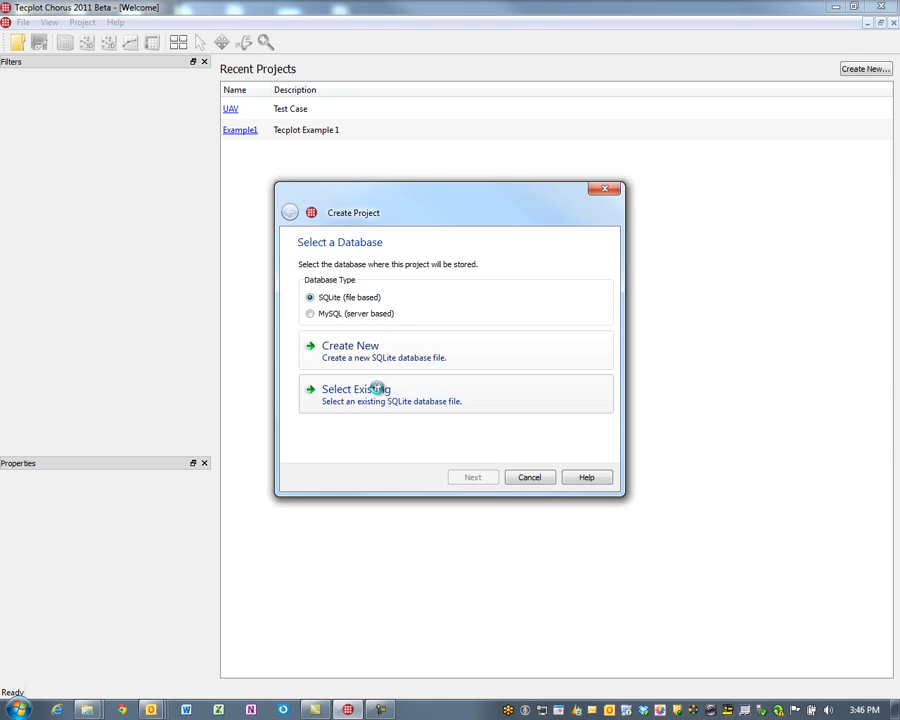 Tecplot Chorus 2011 Beta - [Welcome]
File View Project Help
Filters
Recent Projects
Create New...
Name Description
UAV Test Case
Example1 Tecplot Example 1
Create Project
Select a Database
Select the database where this project will be stored.
Database Type
SQLite (file based)
MySQL (server based)
Create New
Create a new SQLite database file.
Select Existing
Select an existing SQLite database file.
Next Cancel Help
Properties
Ready
3:46 PM